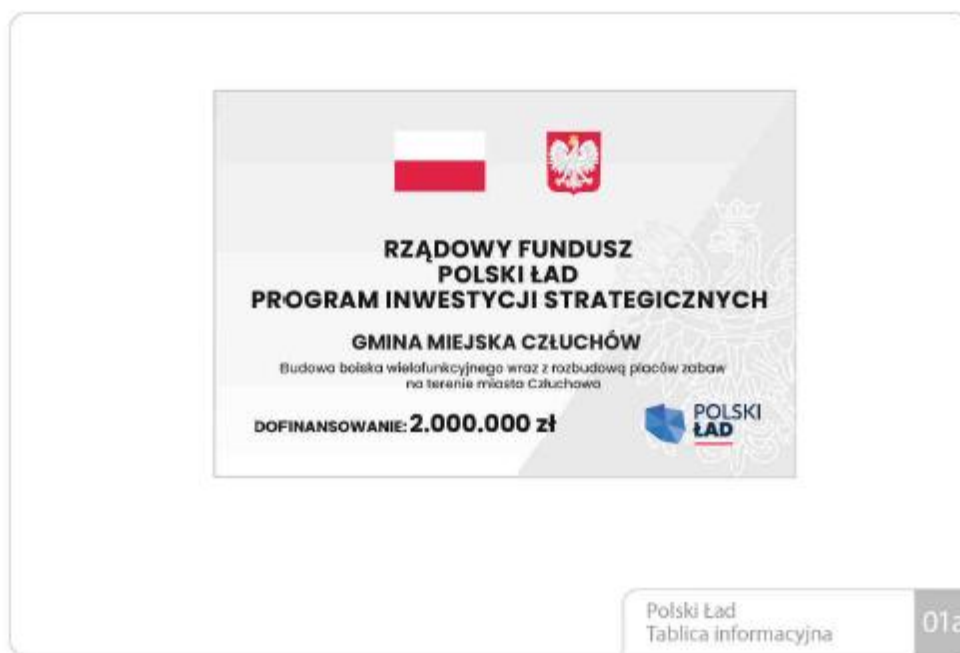 RZĄDOWY FUNDUSZ
POLSKI ŁAD
PROGRAM INWESTYCJI STRATEGICZNYCH
GMINA MIEJSKA CZŁUCHÓW
Budowa boiska wielofunkcyjnego wraz z rozbudową placów zabaw
na terenie miasta Człuchowa
DOFINANSOWANIE: 2.000.000 zł
POLSKI
ŁAD
Polski Ład
Tablica informacyjna
01a